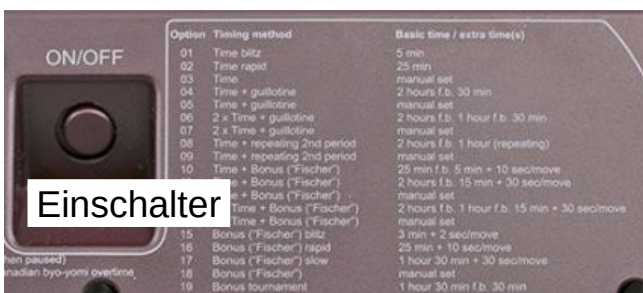 Option Timing method Basic time / extra time(s)
ON/OFF
01 Time blitz 5 min
02 Time rapid 25 min
03 Time manual set
04 Time + guillotine 2 hours f.b. 30 min
05 Time + guillotine manual set
06 2 x Time + guillotine 2 hours f.b. 1 hour f.b. 30 min
07 2 x Time + guillotine manual set
08 Time + repeating 2nd period 2 hours f.b. 1 hour (repeating)
09 Time + repeating 2nd period manual set
10 Time + Bonus ("Fischer") 25 min f.b. 5 min + 10 sec/move
Time + Bonus ("Fischer") 2 hours f.b. 15 min + 30 sec/move
+ Bonus ("Fischer") manual set
Einschalter
Time + Bonus ("Fischer") 2 hours f.b. 1 hour f.b. 15 min + 30 sec/move
Time + Bonus ("Fischer") manual set
15 Bonus ("Fischer") blitz 3 min + 2 sec/move
16 Bonus ("Fischer") rapid 25 min + 10 sec/move
17 Bonus ("Fischer") slow 1 hour 30 min + 30 sec/move
18 Bonus ("Fischer") manual set
19 Bonus tournament 1 hour 30 min f.b. 30 min
paused)
byo-yomi overtime